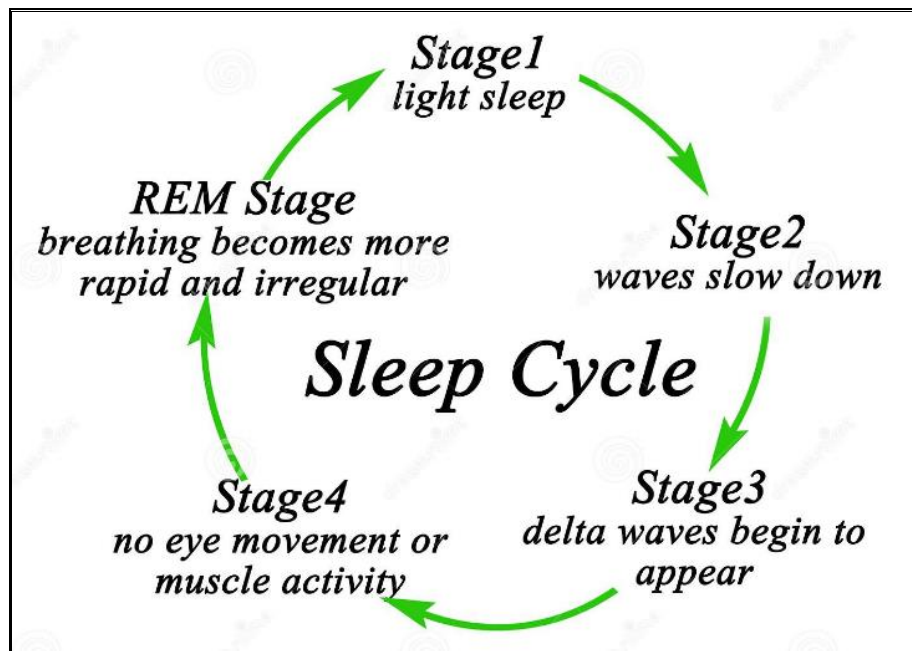 Stage1
light sleep
Stage2
waves slow down
Stage3
delta waves begin to
appear
Stage4
no eye movement or
muscle activity
REM Stage
breathing becomes more
rapid and irregular
Sleep Cycle